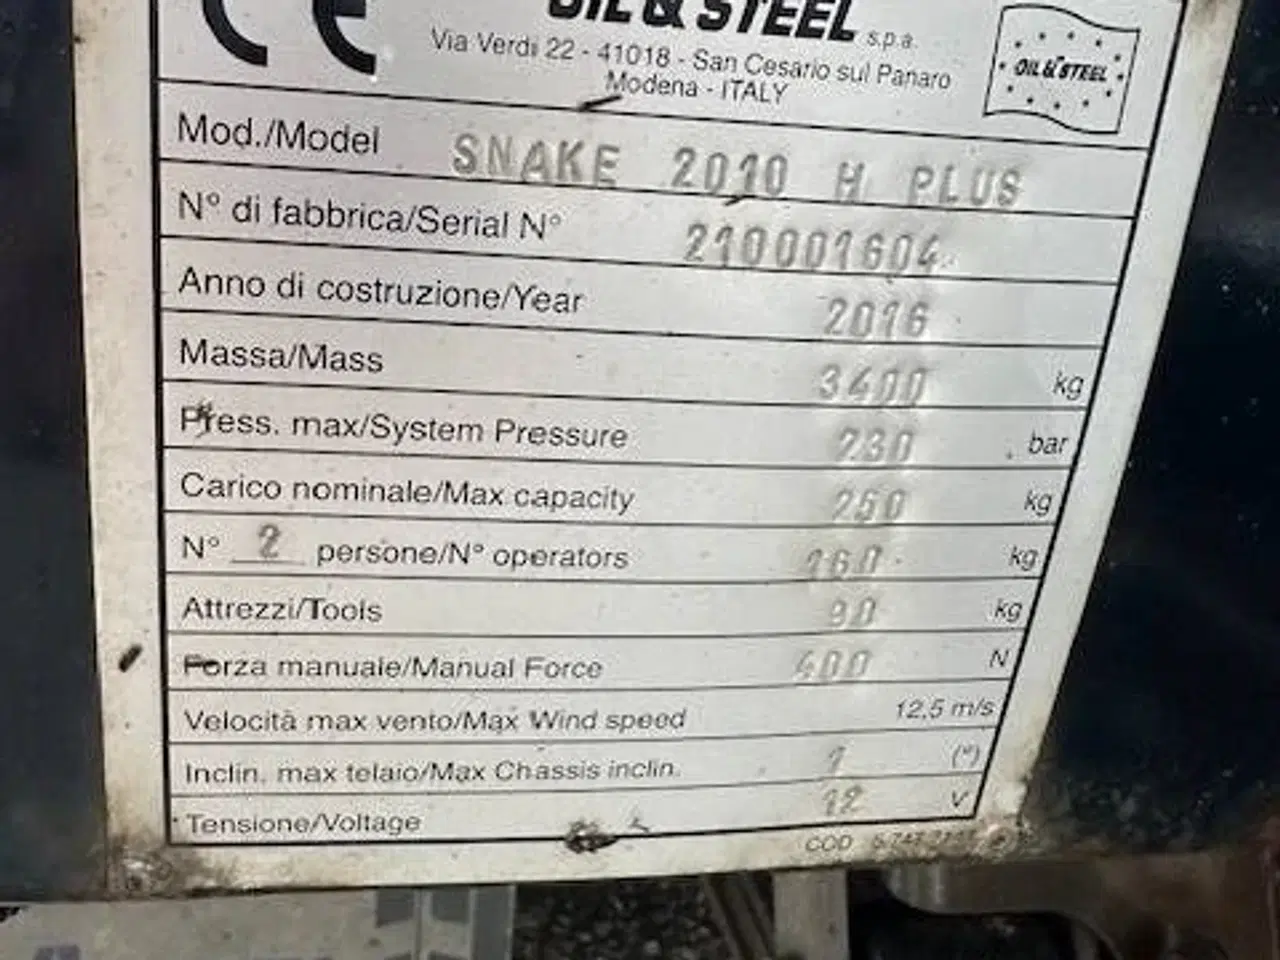 CE
OIL & STEEL s.p.a.
Via Verdi 22 - 41018 - San Cesario sul Panaro
Modena - ITALY
OIL & STEEL
Mod./Model SNAKE 2010 H PLUS
N° di fabbrica/Serial N° 210001604
Anno di costruzione/Year 2016
Massa/Mass 3400 kg
Press. max/System Pressure 230 bar
Carico nominale/Max capacity 250 kg
N° 2 persone/N° operators 160 kg
Attrezzi/Tools 90 kg
Forza manuale/Manual Force 400 N
Velocità max vento/Max Wind speed 12,5 m/s
Inclin. max telaio/Max Chassis inclin. 1 (°)
Tensione/Voltage 12 V
COD